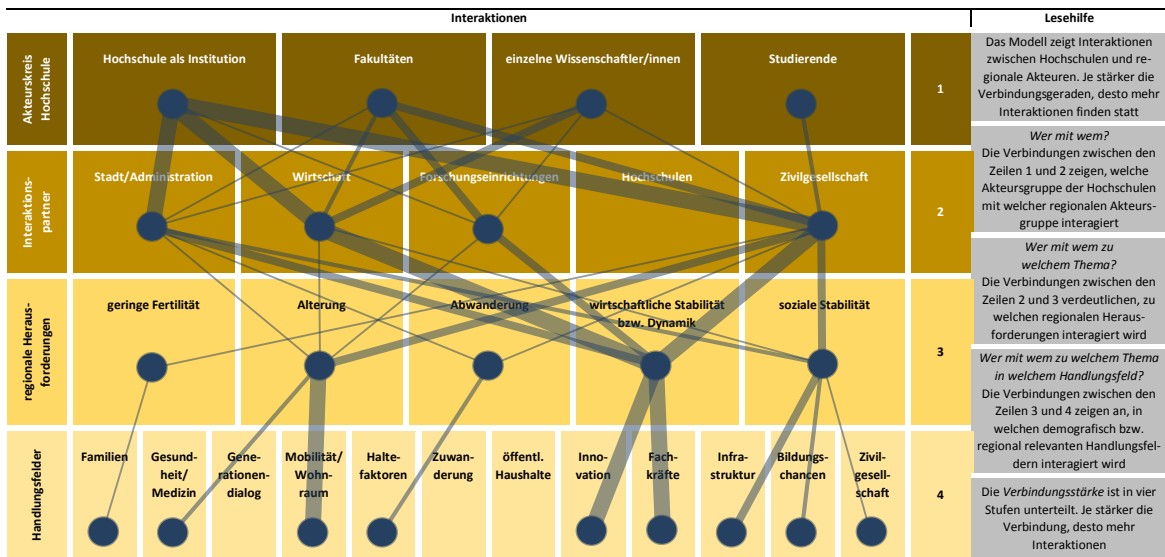 Interaktionen
Lesehilfe
Akteurskreis
Hochschule
Hochschule als Institution
Fakultäten
einzelne Wissenschaftler/innen
Studierende
1
Das Modell zeigt Interaktionen
zwischen Hochschulen und re-
gionale Akteuren. Je stärker die
Verbindungsgeraden, desto mehr
Interaktionen finden statt
Interaktions-
partner
Stadt/Administration
Wirtschaft
Forschungseinrichtungen
Hochschulen
Zivilgesellschaft
2
Wer mit wem?
Die Verbindungen zwischen den
Zeilen 1 und 2 zeigen, welche
Akteursgruppe der Hochschulen
mit welcher regionalen Akteurs-
gruppe interagiert
regionale Heraus-
forderungen
geringe Fertilität
Alterung
Abwanderung
wirtschaftliche Stabilität
bzw. Dynamik
soziale Stabilität
3
Wer mit wem zu
welchem Thema?
Die Verbindungen zwischen den
Zeilen 2 und 3 verdeutlichen, zu
welchen regionalen Heraus-
forderungen interagiert wird
Handlungsfelder
Familien
Gesund-
heit/
Medizin
Gene-
rationen-
dialog
Mobilität/
Wohn-
raum
Halte-
faktoren
Zuwan-
derung
öffentl.
Haushalte
Inno-
vation
Fach-
kräfte
Infra-
struktur
Bildungs-
chancen
Zivil-
gesell-
schaft
4
Wer mit wem zu welchem Thema
in welchem Handlungsfeld?
Die Verbindungen zwischen den
Zeilen 3 und 4 zeigen an, in
welchen demografisch bzw.
regional relevanten Handlungsfel-
dern interagiert wird
Die Verbindungsstärke ist in vier
Stufen unterteilt. Je stärker die
Verbindung, desto mehr
Interaktionen